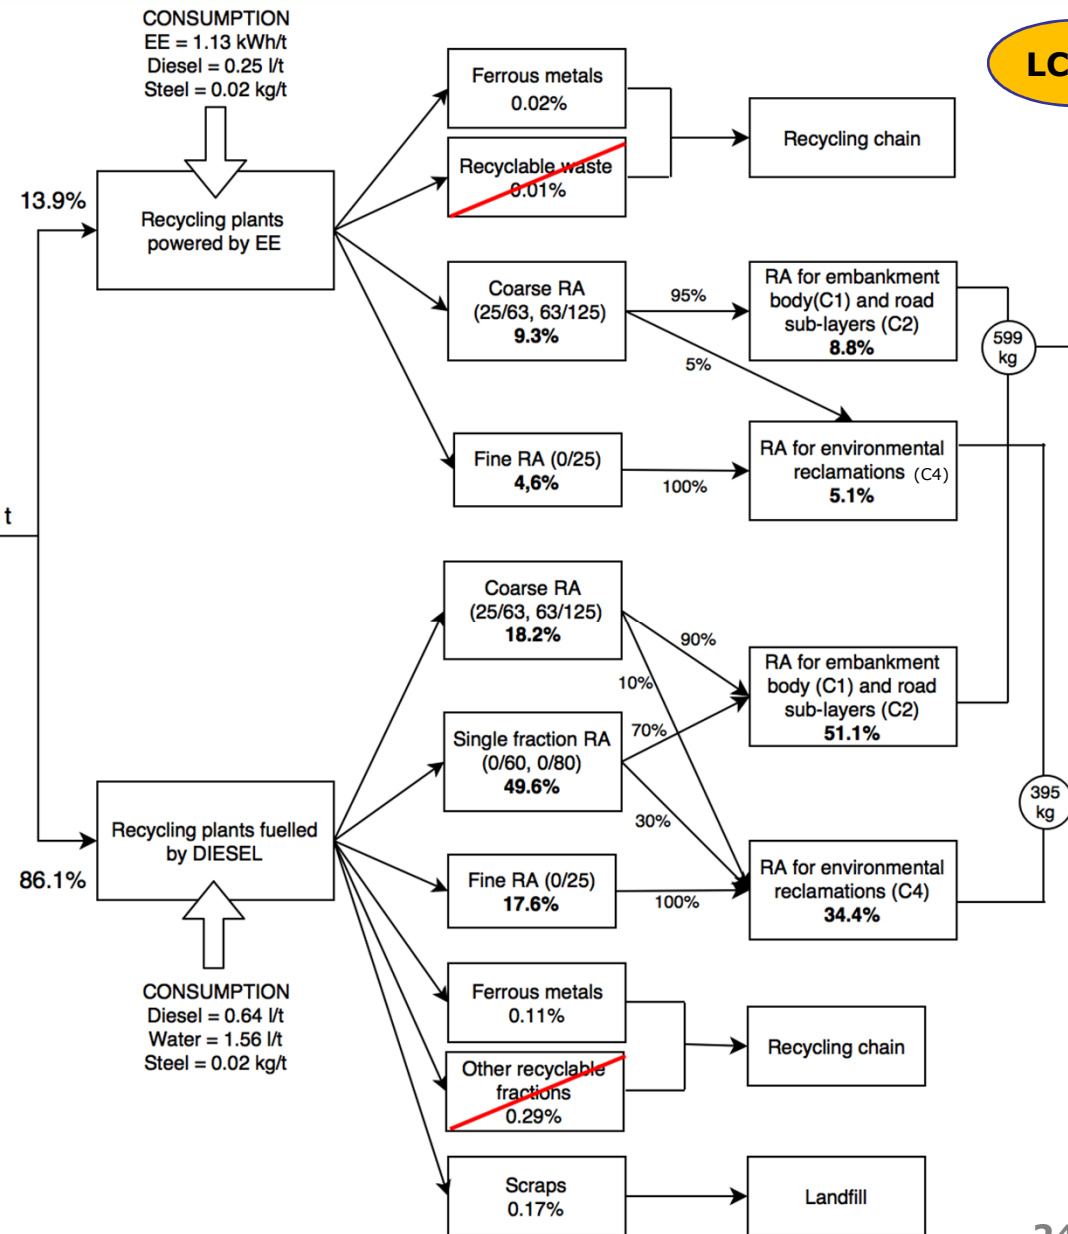 CONSUMPTION
EE = 1.13 kWh/t
Diesel = 0.25 l/t
Steel = 0.02 kg/t
LC
13.9%
Recycling plants
powered by EE
Ferrous metals
0.02%
Recyclable waste
0.01%
Recycling chain
Coarse RA
(25/63, 63/125)
9.3%
95%
5%
RA for embankment
body(C1) and road
sub-layers (C2)
8.8%
599
kg
Fine RA (0/25)
4,6%
100%
RA for environmental
reclamations (C4)
5.1%
t
Coarse RA
(25/63, 63/125)
18.2%
90%
10%
Single fraction RA
(0/60, 0/80)
49.6%
70%
30%
RA for embankment
body (C1) and road
sub-layers (C2)
51.1%
395
kg
Recycling plants fuelled
by DIESEL
86.1%
Fine RA (0/25)
17.6%
100%
RA for environmental
reclamations (C4)
34.4%
CONSUMPTION
Diesel = 0.64 l/t
Water = 1.56 l/t
Steel = 0.02 kg/t
Ferrous metals
0.11%
Other recyclable
fractions
0.29%
Recycling chain
Scraps
0.17%
Landfill